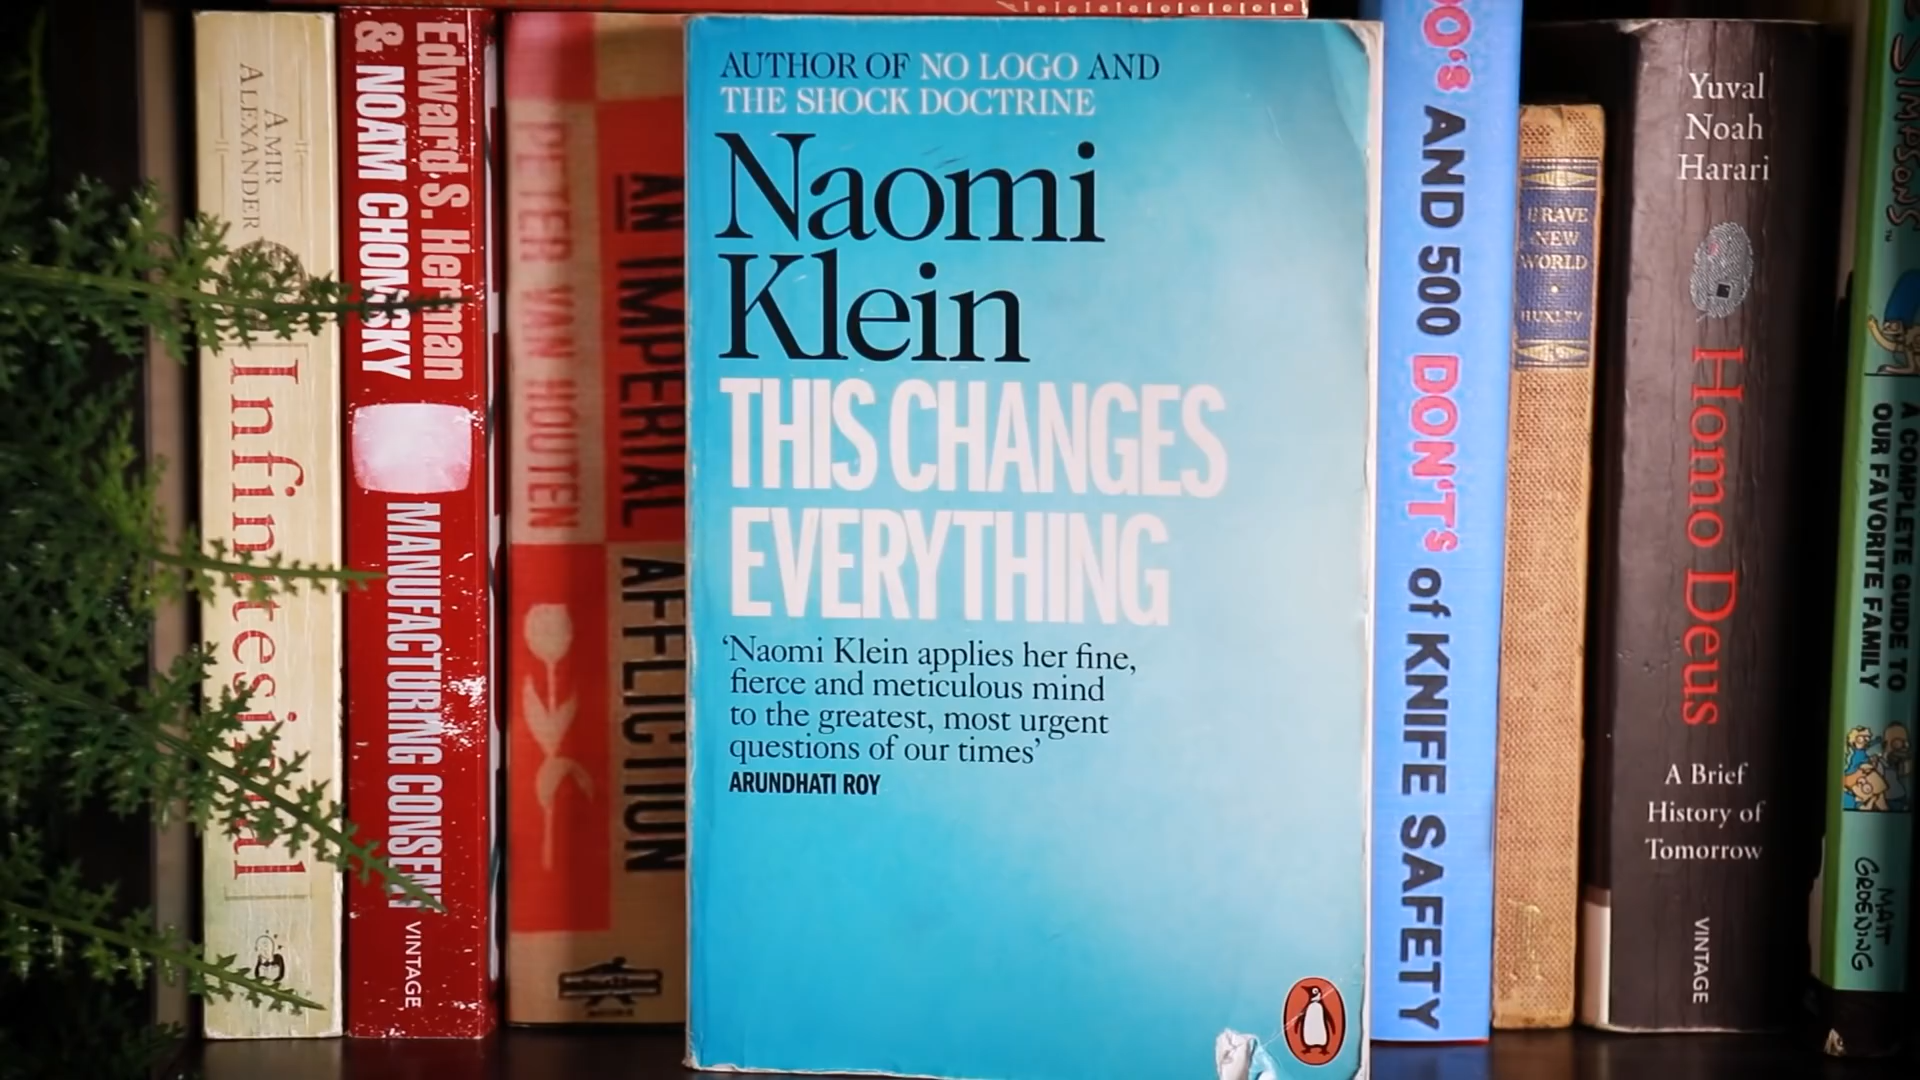 AMIR
ALEXANDER
Infinitesimal
Edward S. Herman
& NOAM CHOMSKY
MANUFACTURING CONSENT
VINTAGE
PETER VAN HOUTEN
AN IMPERIAL AFFLICTION
AUTHOR OF NO LOGO AND
THE SHOCK DOCTRINE
Naomi
Klein
THIS CHANGES
EVERYTHING
‘Naomi Klein applies her fine,
fierce and meticulous mind
to the greatest, most urgent
questions of our times’
ARUNDHATI ROY
DO'S AND 500 DON'Ts of KNIFE SAFETY
BRAVE
NEW
WORLD
HUXLEY
Yuval
Noah
Harari
Homo Deus
A Brief
History of
Tomorrow
VINTAGE
SIMPSONS
A COMPLETE GUIDE TO
OUR FAVORITE FAMILY
MATT
GROENING